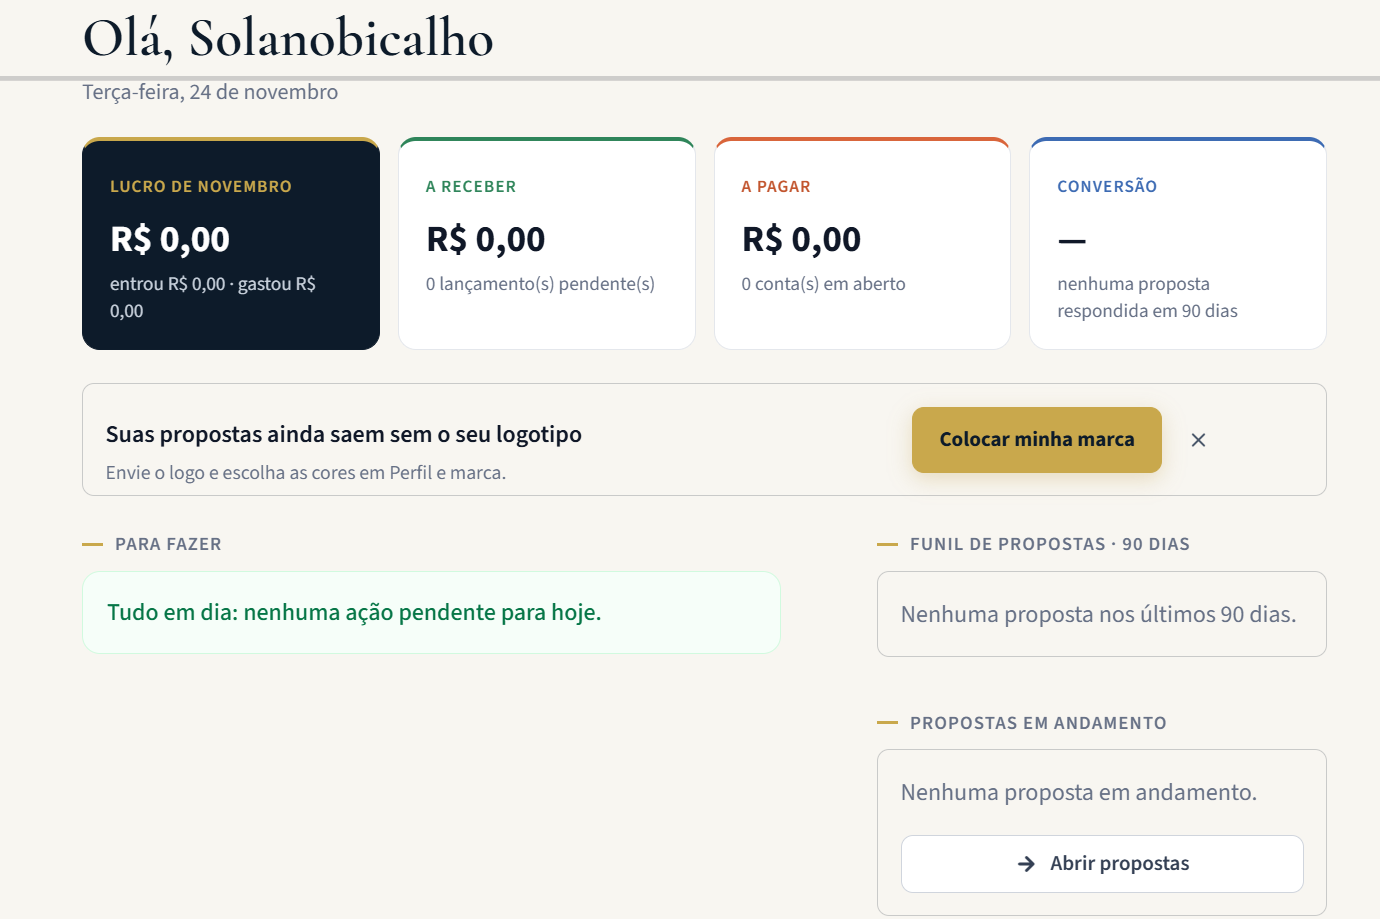 Olá, Solanobicalho
Terça-feira, 24 de novembro
LUCRO DE NOVEMBRO
R$ 0,00
entrou R$ 0,00 · gastou R$
0,00
A RECEBER
R$ 0,00
0 lançamento(s) pendente(s)
A PAGAR
R$ 0,00
0 conta(s) em aberto
CONVERSÃO
—
nenhuma proposta
respondida em 90 dias
Suas propostas ainda saem sem o seu logotipo
Envie o logo e escolha as cores em Perfil e marca.
Colocar minha marca
PARA FAZER
Tudo em dia: nenhuma ação pendente para hoje.
FUNIL DE PROPOSTAS · 90 DIAS
Nenhuma proposta nos últimos 90 dias.
PROPOSTAS EM ANDAMENTO
Nenhuma proposta em andamento.
Abrir propostas